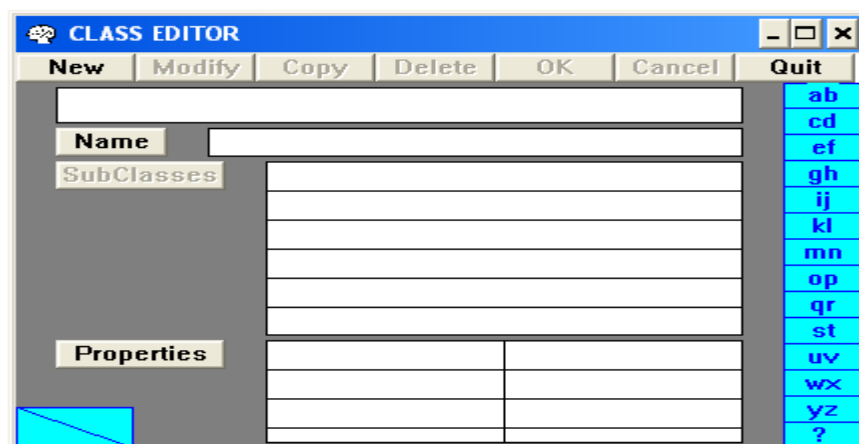 CLASS EDITOR
New Modify Copy Delete OK Cancel Quit
ab
cd
Name
ef
SubClasses
gh
ij
kl
mn
op
qr
st
Properties
uv
wx
yz
?